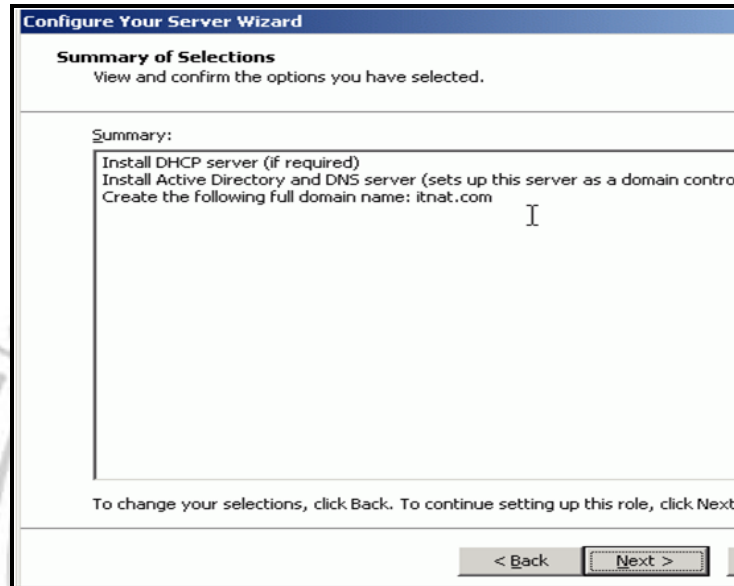 Configure Your Server Wizard
Summary of Selections
View and confirm the options you have selected.
Summary:
Install DHCP server (if required)
Install Active Directory and DNS server (sets up this server as a domain contro
Create the following full domain name: itnat.com
To change your selections, click Back. To continue setting up this role, click Next
< Back Next >